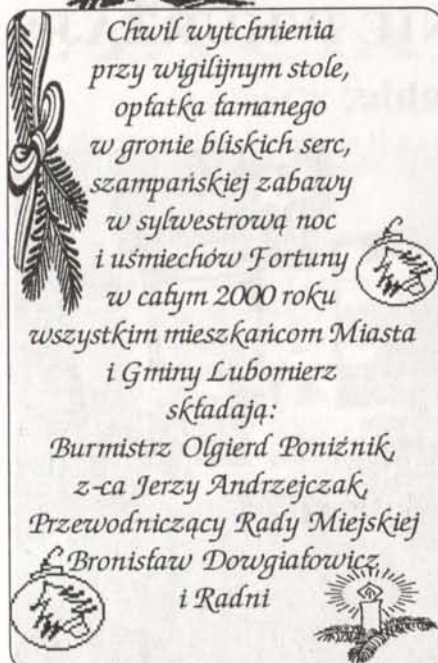 Chwil wytchnienia
przy wigilijnym stole,
opłatka łamanego
w gronie bliskich serc,
szampańskiej zabawy
w sylwestrową noc
i uśmiechów Fortuny
w całym 2000 roku
wszystkim mieszkańcom Miasta
i Gminy Lubomierz
składają:
Burmistrz Olgierd Poniźnik,
z-ca Jerzy Andrzejczak,
Przewodniczący Rady Miejskiej
Bronisław Dowgiałowicz
i Radni